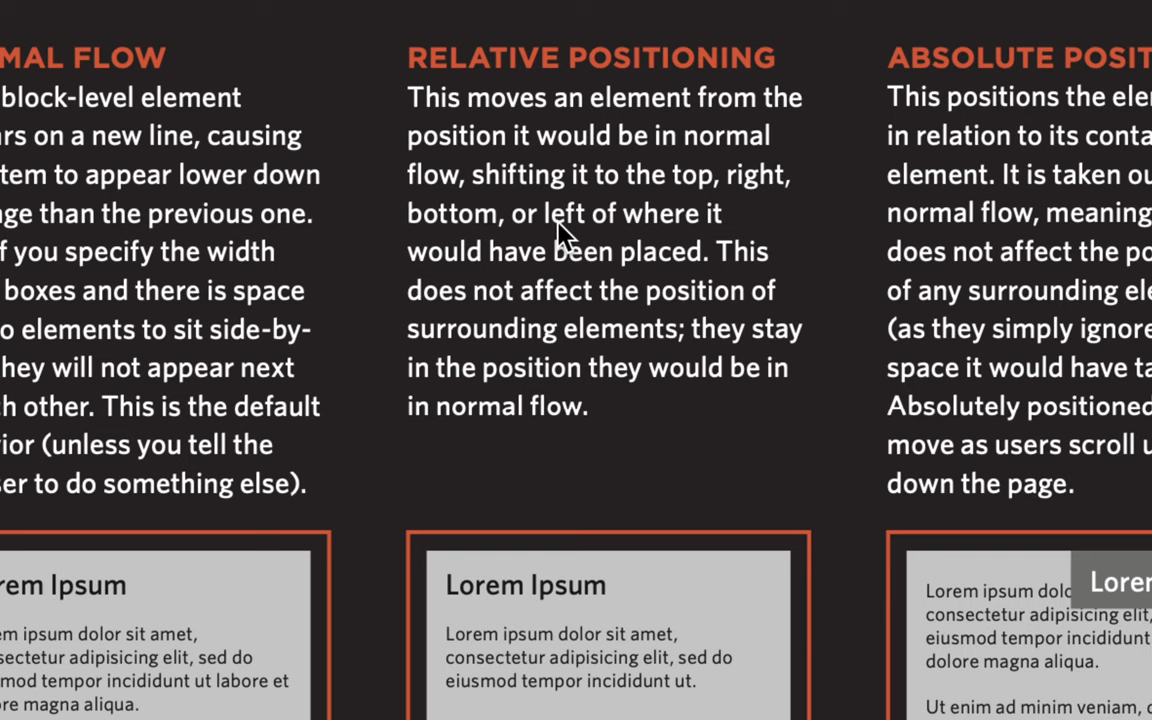 MAL FLOW
block-level element
rs on a new line, causing
tem to appear lower down
ge than the previous one.
f you specify the width
boxes and there is space
o elements to sit side-by-
hey will not appear next
h other. This is the default
ior (unless you tell the
ser to do something else).
rem Ipsum
em ipsum dolor sit amet,
sectetur adipisicing elit, sed do
mod tempor incididunt ut labore et
ore magna aliqua.
RELATIVE POSITIONING
This moves an element from the
position it would be in normal
flow, shifting it to the top, right,
bottom, or left of where it
would have been placed. This
does not affect the position of
surrounding elements; they stay
in the position they would be in
in normal flow.
Lorem Ipsum
Lorem ipsum dolor sit amet,
consectetur adipisicing elit, sed do
eiusmod tempor incididunt ut.
ABSOLUTE POSIT
This positions the ele
in relation to its conta
element. It is taken ou
normal flow, meaning
does not affect the po
of any surrounding ele
(as they simply ignore
space it would have ta
Absolutely positioned
move as users scroll u
down the page.
Lorem
Lorem ipsum dolo
consectetur adipisicing elit,
eiusmod tempor incididunt
dolore magna aliqua.
Ut enim ad minim veniam,